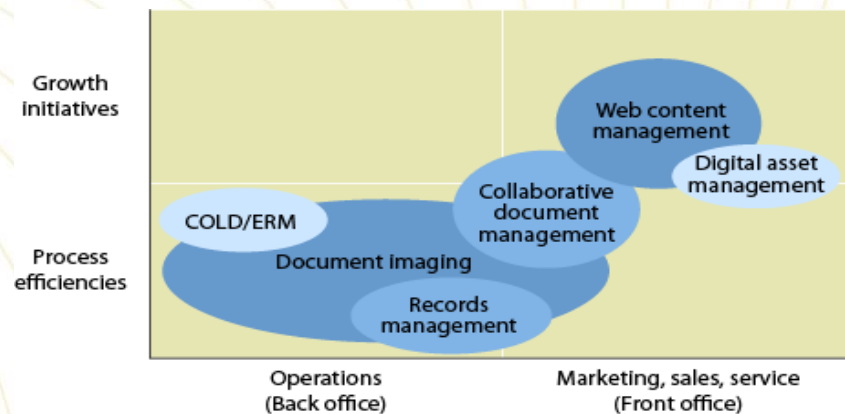 Growth
initiatives
Web content
management
Digital asset
management
Collaborative
document
management
COLD/ERM
Process
efficiencies
Document imaging
Records
management
Operations
(Back office)
Marketing, sales, service
(Front office)